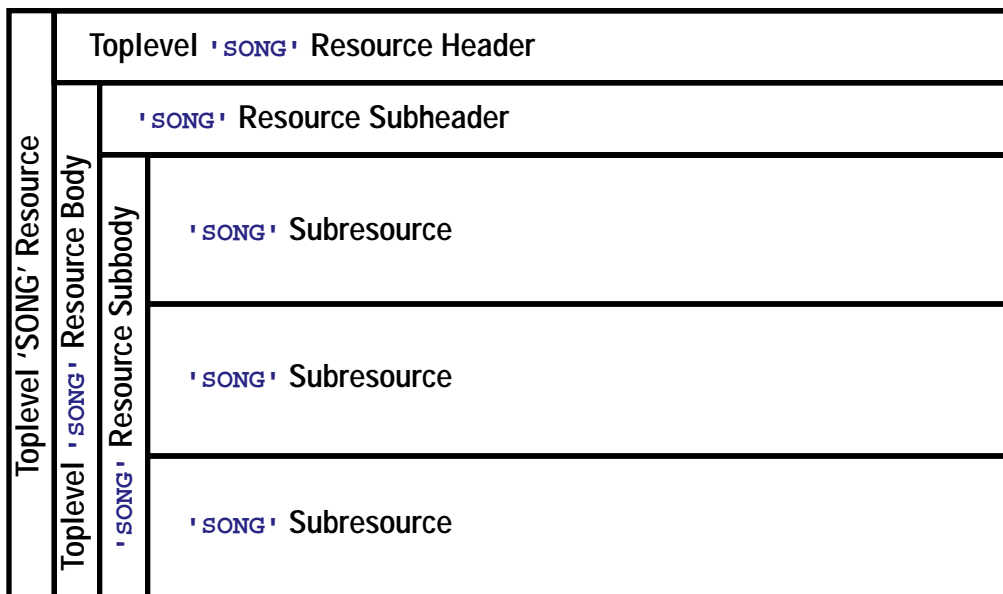 Toplevel 'SONG' Resource
Toplevel 'SONG' Resource Header
Toplevel 'SONG' Resource Body
'SONG' Resource Subheader
'SONG' Resource Subbody
'SONG' Subresource
'SONG' Subresource
'SONG' Subresource